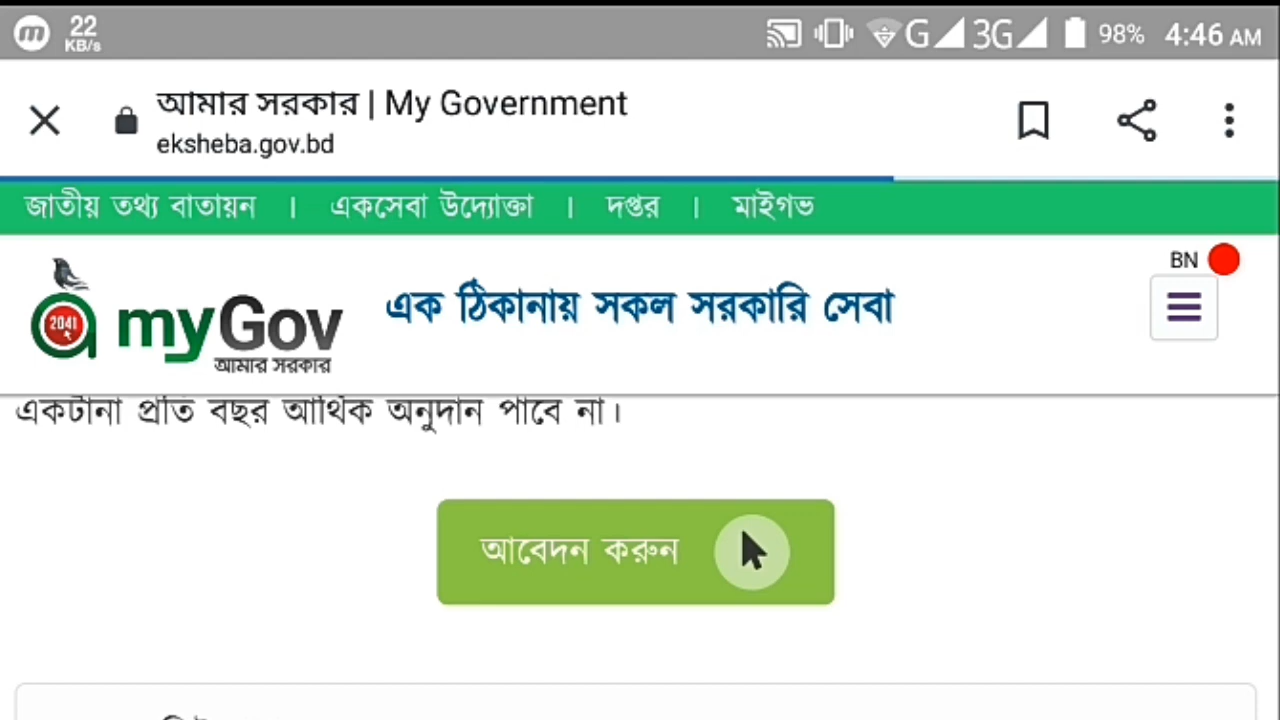 22
KB/s
G 3G 98% 4:46 AM
আমার সরকার | My Government
eksheba.gov.bd
জাতীয় তথ্য বাতায়ন | একসেবা উদ্যোক্তা | দপ্তর | মাইগভ
BN
2041
myGov
আমার সরকার
এক ঠিকানায় সকল সরকারি সেবা
একটানা প্রতি বছর আর্থিক অনুদান পাবে না।
আবেদন করুন